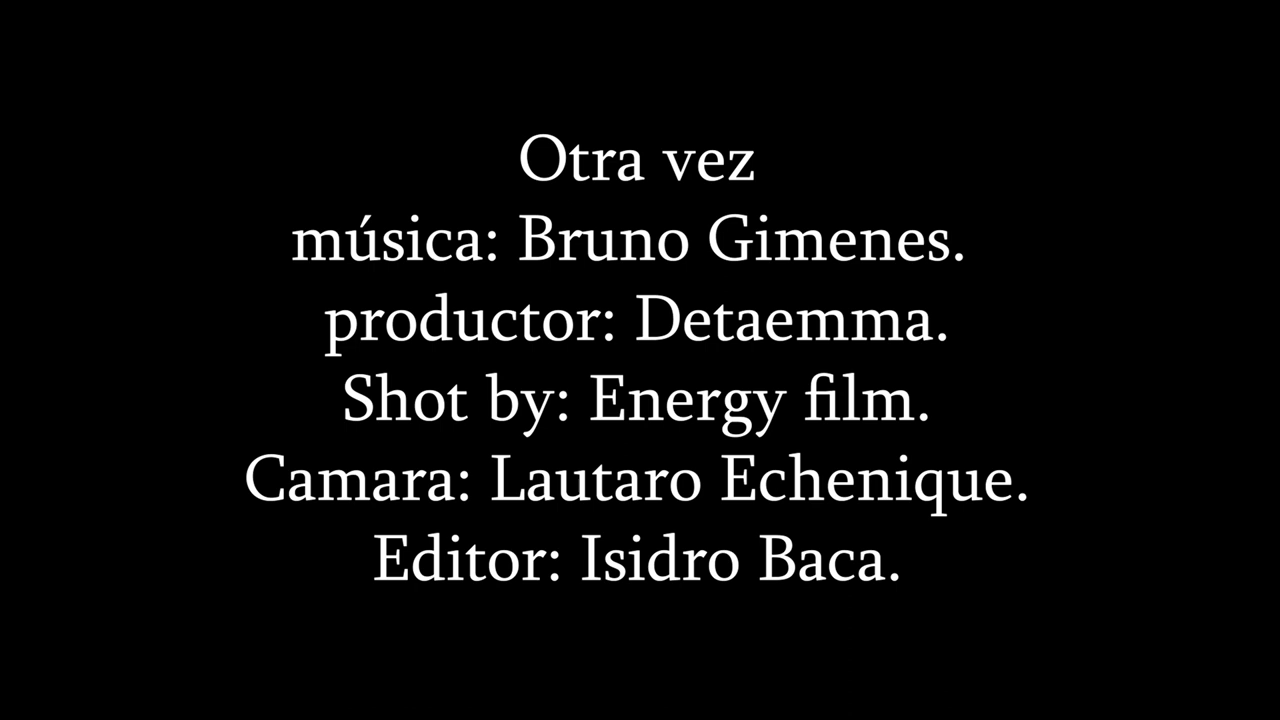 Otra vez
música: Bruno Gimenes.
productor: Detaemma.
Shot by: Energy film.
Camara: Lautaro Echenique.
Editor: Isidro Baca.